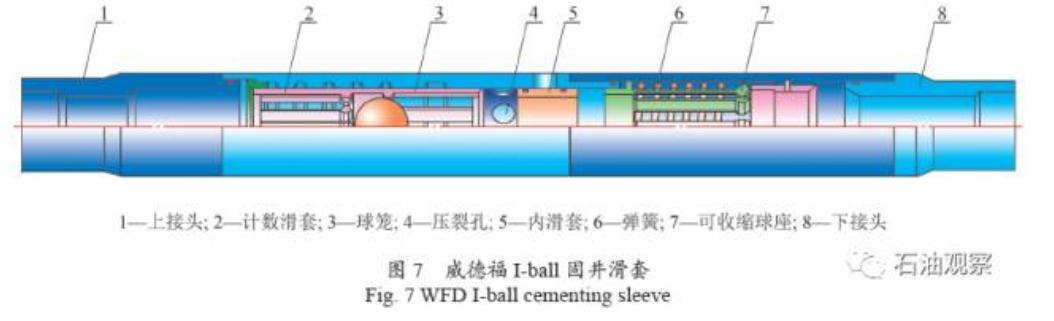 1 2 3 4 5 6 7 8
1—上接头; 2—计数滑套; 3—球笼; 4—压裂孔; 5—内滑套; 6—弹簧; 7—可收缩球座; 8—下接头
图 7 威德福 I-ball 固井滑套
石油观察
Fig. 7 WFD I-ball cementing sleeve